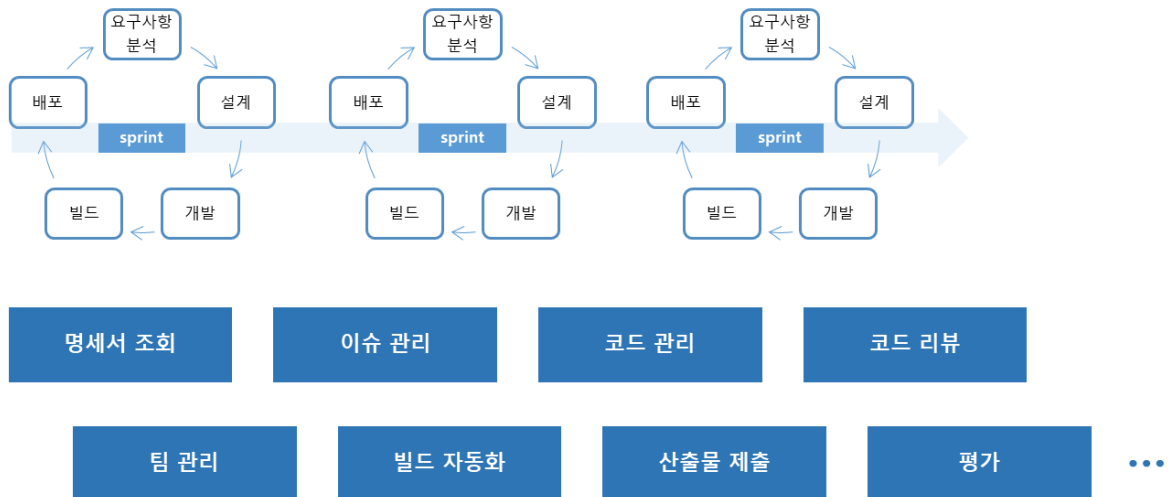 요구사항
분석
배포
설계
sprint
빌드
개발
요구사항
분석
배포
설계
sprint
빌드
개발
요구사항
분석
배포
설계
sprint
빌드
개발
명세서 조회
이슈 관리
코드 관리
코드 리뷰
팀 관리
빌드 자동화
산출물 제출
평가
...